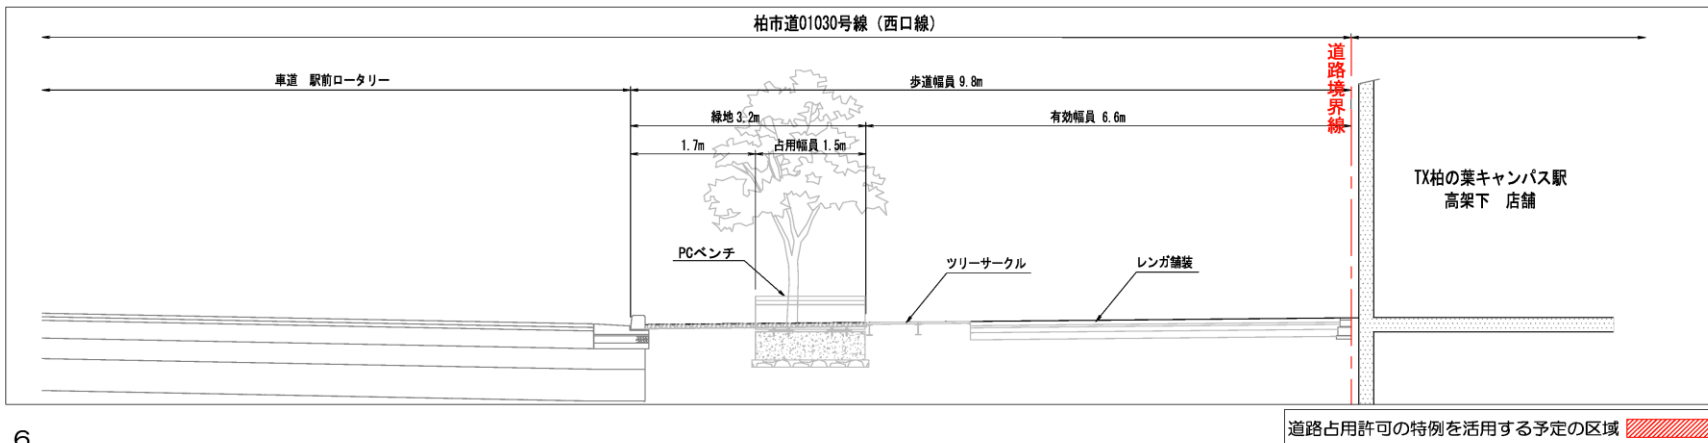 柏市道01030号線（西口線）
道路境界線
車道　駅前ロータリー
歩道幅員 9.8m
緑地 3.2m
有効幅員 6.6m
1.7m
占用幅員 1.5m
TX柏の葉キャンパス駅
高架下　店舗
PCベンチ
ツリーサークル
レンガ舗装
6
道路占用許可の特例を活用する予定の区域